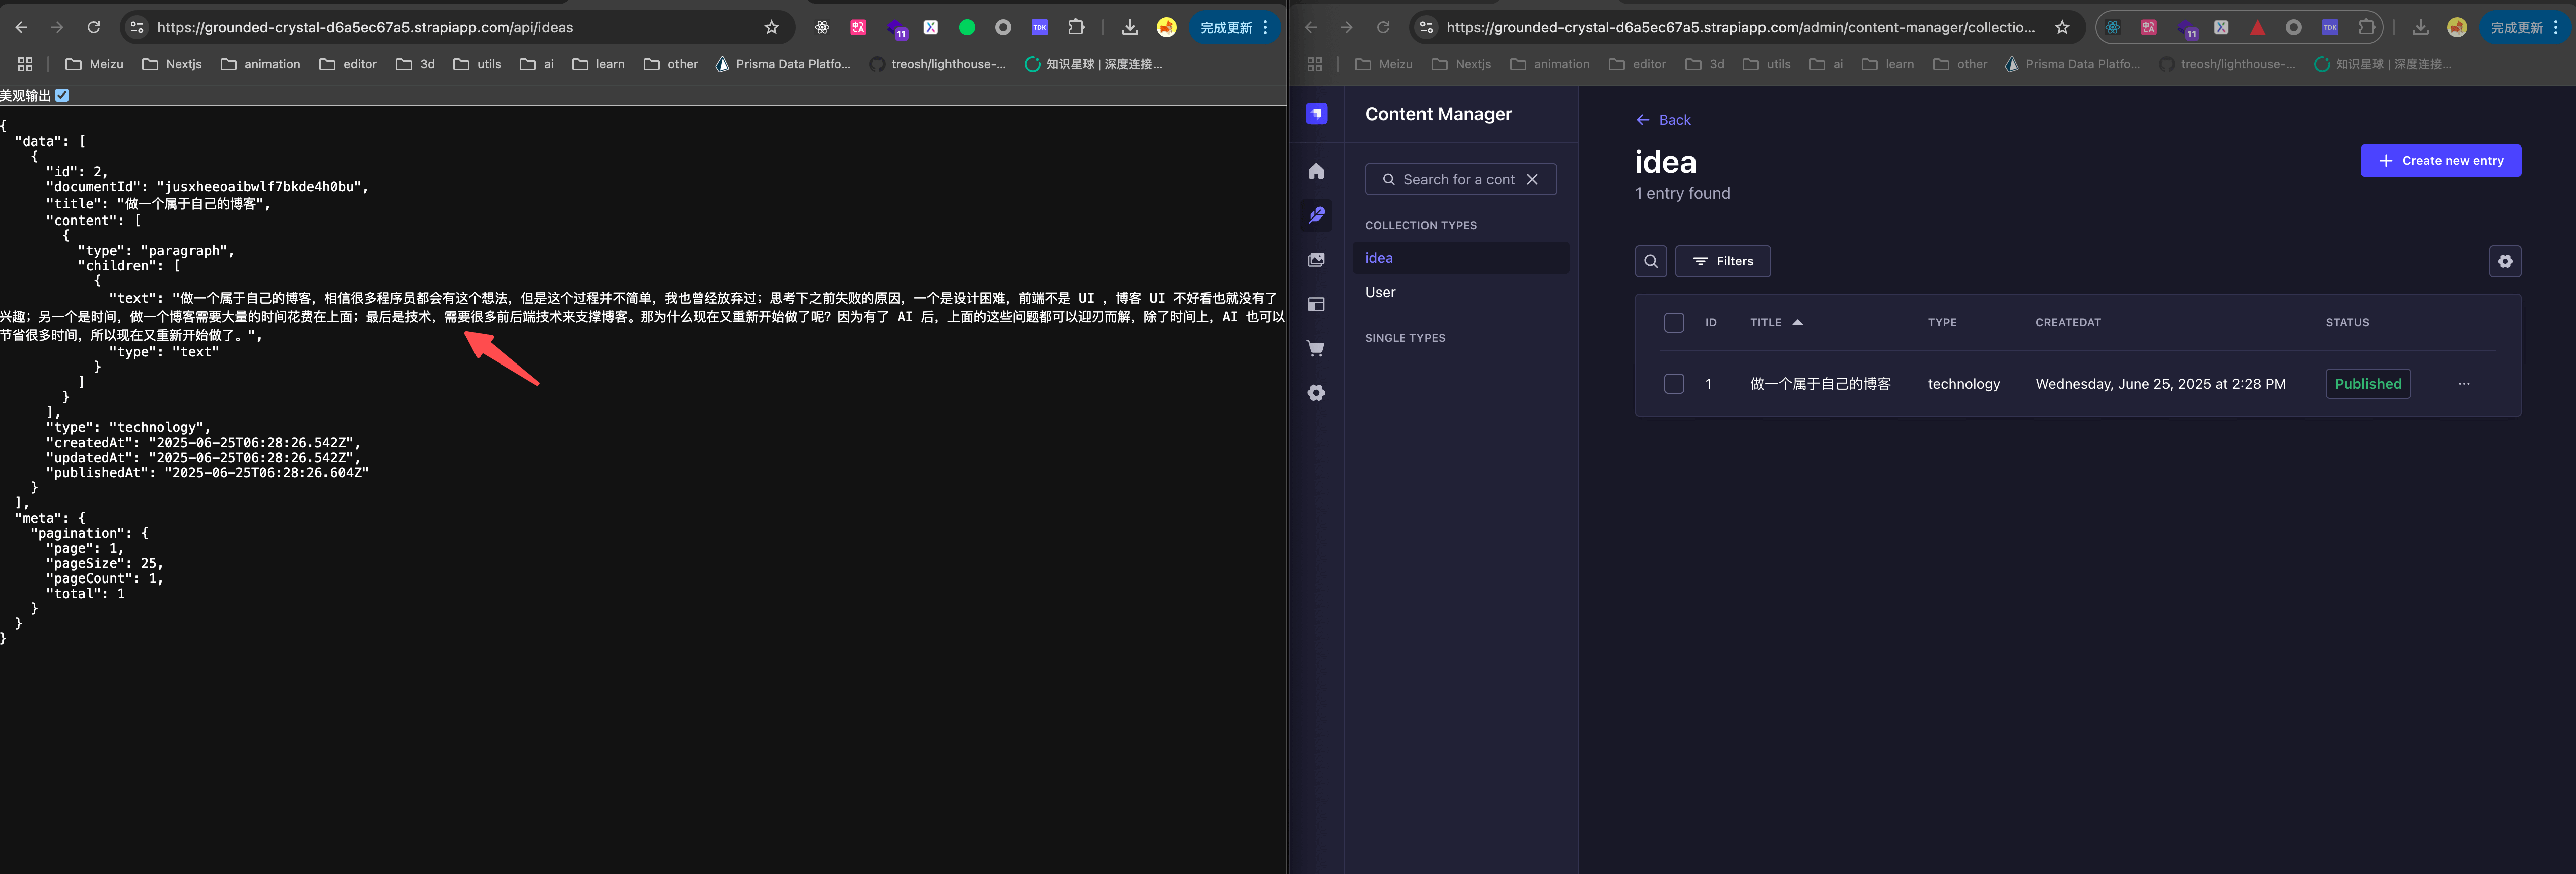 https://grounded-crystal-d6a5ec67a5.strapiapp.com/api/ideas
11
TDK
完成更新
Meizu
Nextjs
animation
editor
3d
utils
ai
learn
other
Prisma Data Platfo...
treosh/lighthouse-...
知识星球 | 深度连接...
美观输出
{
"data": [
{
"id": 2,
"documentId": "jusxheeoaibwlf7bkde4h0bu",
"title": "做一个属于自己的博客",
"content": [
{
"type": "paragraph",
"children": [
{
"text": "做一个属于自己的博客，相信很多程序员都会有这个想法，但是这个过程并不简单，我也曾经放弃过；思考下之前失败的原因，一个是设计困难，前端不是 UI ，博客 UI 不好看也就没有了
兴趣；另一个是时间，做一个博客需要大量的时间花费在上面；最后是技术，需要很多前后端技术来支撑博客。那为什么现在又重新开始做了呢？因为有了 AI 后，上面的这些问题都可以迎刃而解，除了时间上，AI 也可以
节省很多时间，所以现在又重新开始做了。",
"type": "text"
}
]
}
],
"type": "technology",
"createdAt": "2025-06-25T06:28:26.542Z",
"updatedAt": "2025-06-25T06:28:26.542Z",
"publishedAt": "2025-06-25T06:28:26.604Z"
}
],
"meta": {
"pagination": {
"page": 1,
"pageSize": 25,
"pageCount": 1,
"total": 1
}
}
}
https://grounded-crystal-d6a5ec67a5.strapiapp.com/admin/content-manager/collectio...
11
TDK
完成更新
Meizu
Nextjs
animation
editor
3d
utils
ai
learn
other
Prisma Data Platfo...
treosh/lighthouse-...
知识星球 | 深度连接...
Content Manager
Search for a cont
COLLECTION TYPES
idea
User
SINGLE TYPES
Back
idea
Create new entry
1 entry found
Filters
ID TITLE TYPE CREATEDAT STATUS
1 做一个属于自己的博客 technology Wednesday, June 25, 2025 at 2:28 PM Published